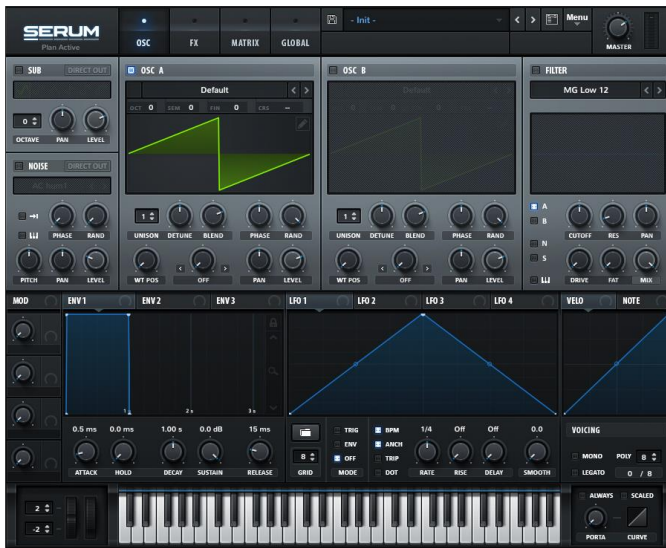 SERUM
Plan Active
OSC FX MATRIX GLOBAL
- Init -
Menu
MASTER
SUB DIRECT OUT
0
OCTAVE PAN LEVEL
NOISE DIRECT OUT
AC hum1
PHASE RAND
PITCH PAN LEVEL
OSC A
Default
OCT 0 SEM 0 FIN 0 CRS --
1
UNISON DETUNE BLEND PHASE RAND
WT POS OFF PAN LEVEL
OSC B
Default
1
UNISON DETUNE BLEND PHASE RAND
WT POS OFF PAN LEVEL
FILTER
MG Low 12
A
B
N
S
CUTOFF RES PAN
DRIVE FAT MIX
MOD ENV 1 ENV 2 ENV 3 LFO 1 LFO 2 LFO 3 LFO 4 VELO NOTE
1 2 s 3 s
0.5 ms 0.0 ms 1.00 s 0.0 dB 15 ms
ATTACK HOLD DECAY SUSTAIN RELEASE
8
GRID
TRIG
ENV
OFF
MODE
BPM
ANCH
TRIP
DOT
1/4 Off Off 0.0
RATE RISE DELAY SMOOTH
VOICING
MONO POLY 8
LEGATO 0 / 8
ALWAYS SCALED
PORTA CURVE
2
-2